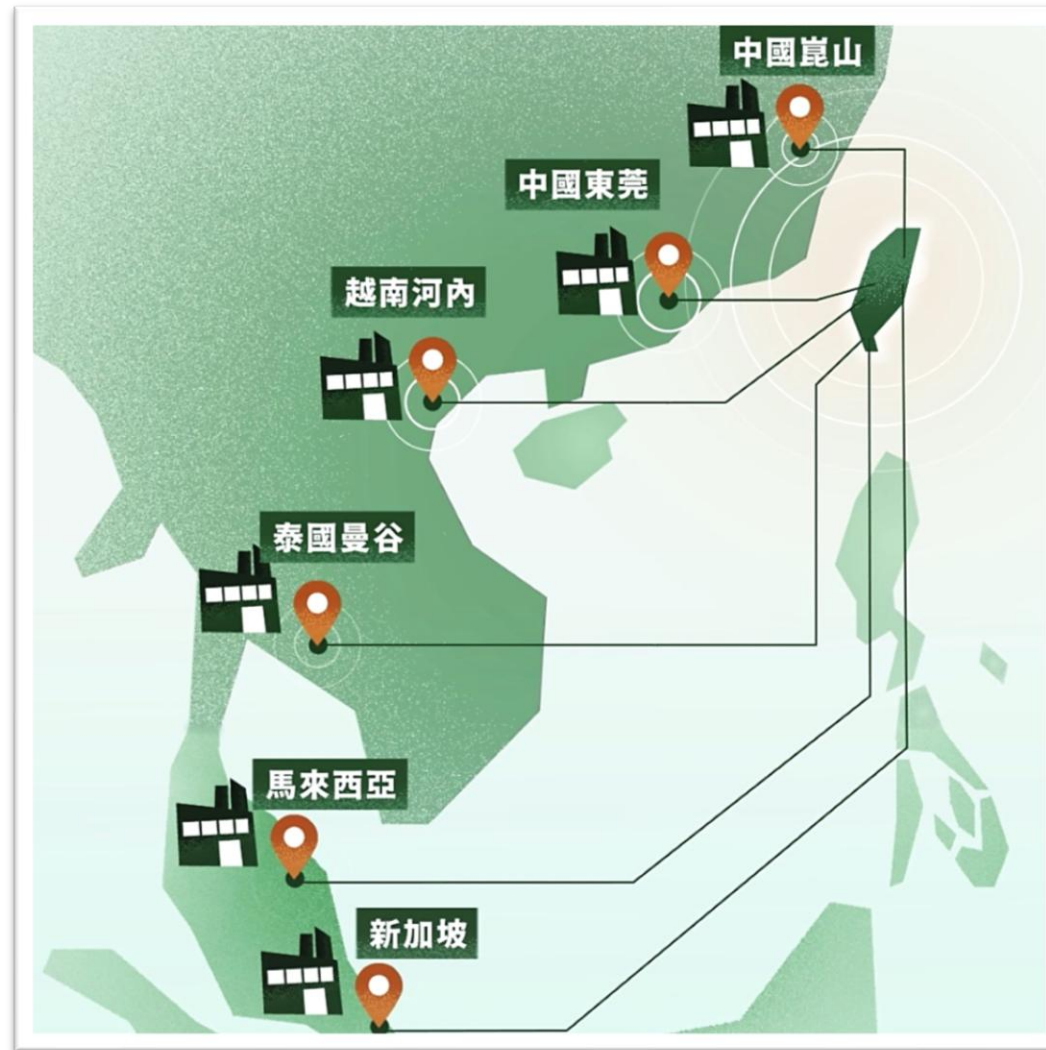 中國崑山
中國東莞
越南河內
泰國曼谷
馬來西亞
新加坡